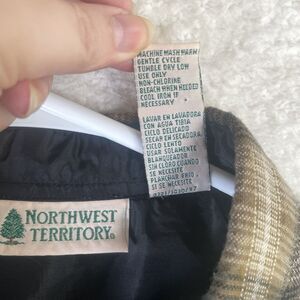 MACHINE WASH WARM
GENTLE CYCLE
TUMBLE DRY LOW
USE ONLY
NON-CHLORINE
BLEACH WHEN NEEDED
COOL IRON IF
NECESSARY
LAVAR EN LAVADORA
CON AGUA TIBIA
CICLO DELICADO
SECAR EN SECADORA,
CICLO LENTO
USAR SOLAMENTE
BLANQUEADOR
SIN CLORO CUANDO
SE NECESITE
PLANCHAR FRIO
SI SE NECESITE
NORTHWEST
TERRITORY®